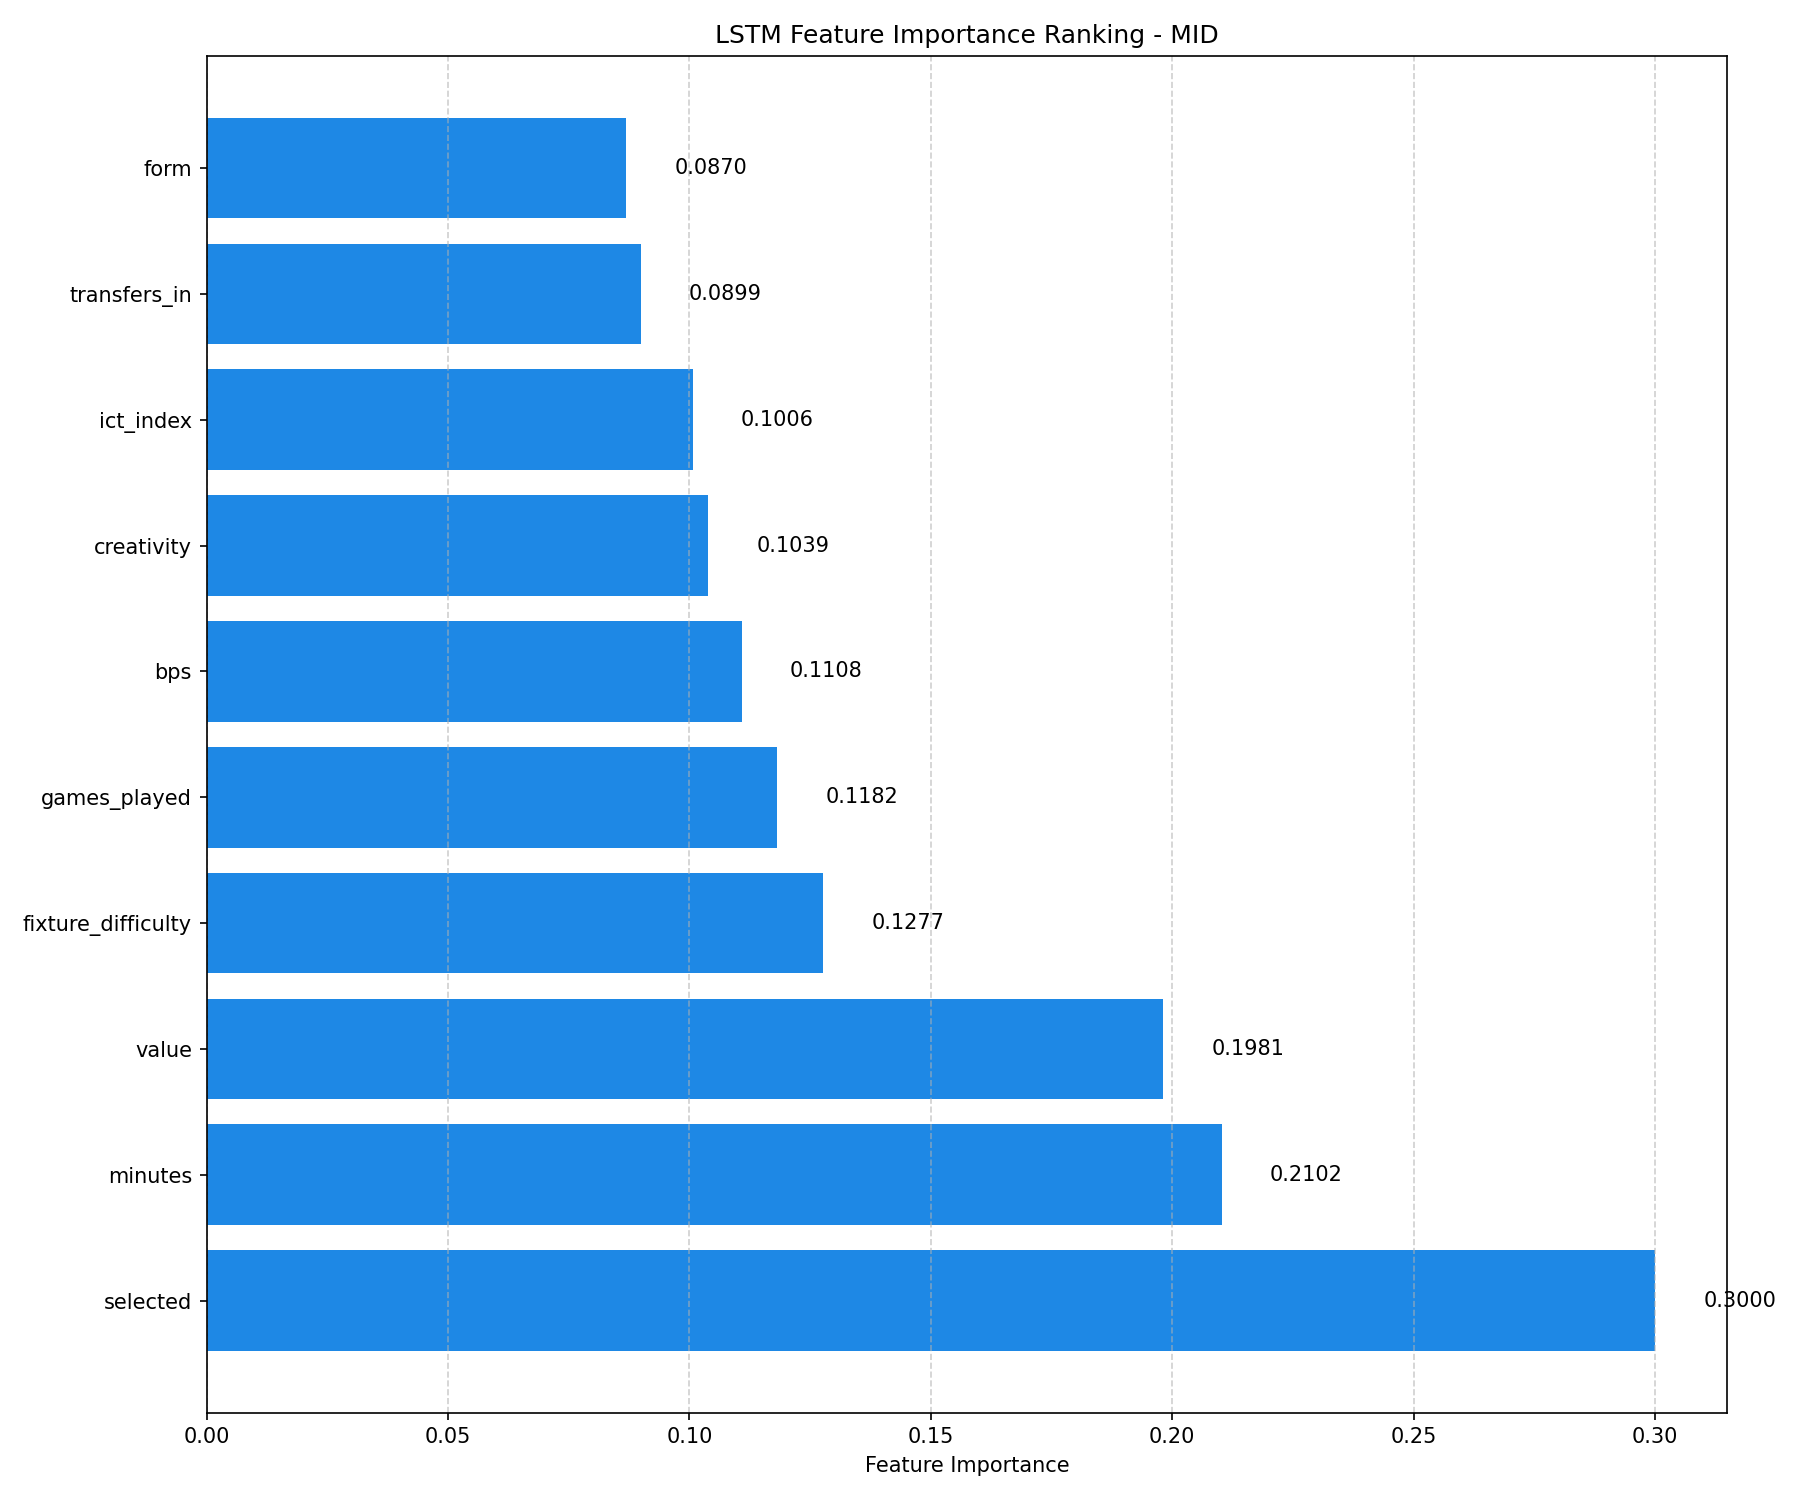 LSTM Feature Importance Ranking - MID
form 0.0870
transfers_in 0.0899
ict_index 0.1006
creativity 0.1039
bps 0.1108
games_played 0.1182
fixture_difficulty 0.1277
value 0.1981
minutes 0.2102
selected 0.3000
0.00 0.05 0.10 0.15 0.20 0.25 0.30
Feature Importance